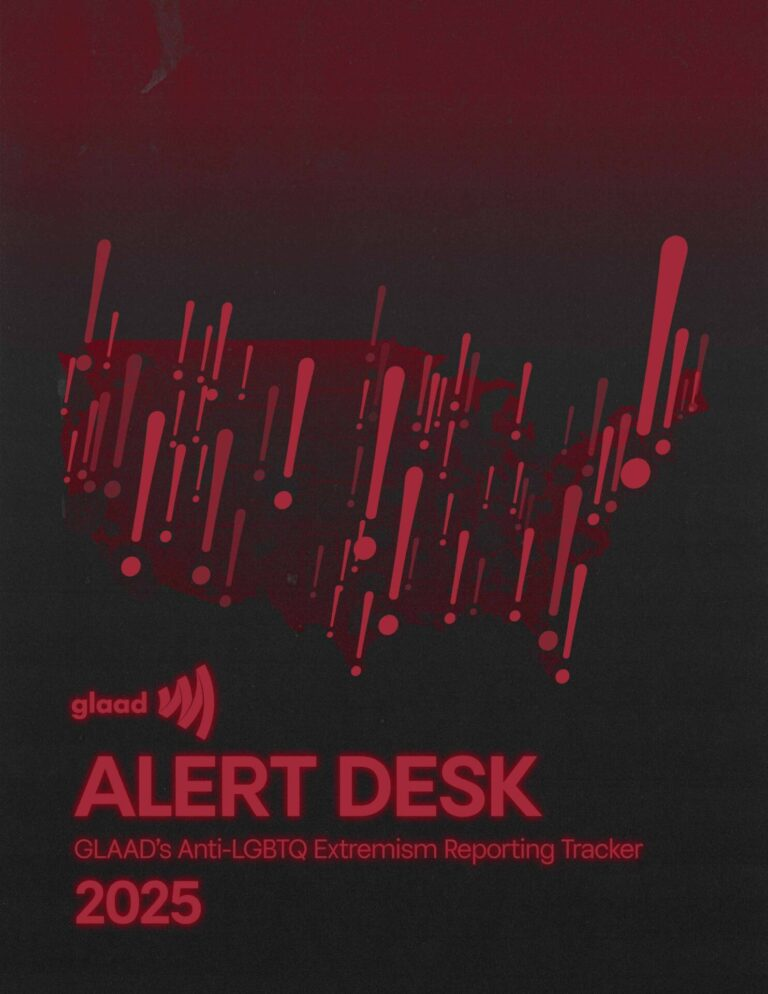 glaad
ALERT DESK
GLAAD's Anti-LGBTQ Extremism Reporting Tracker
2025